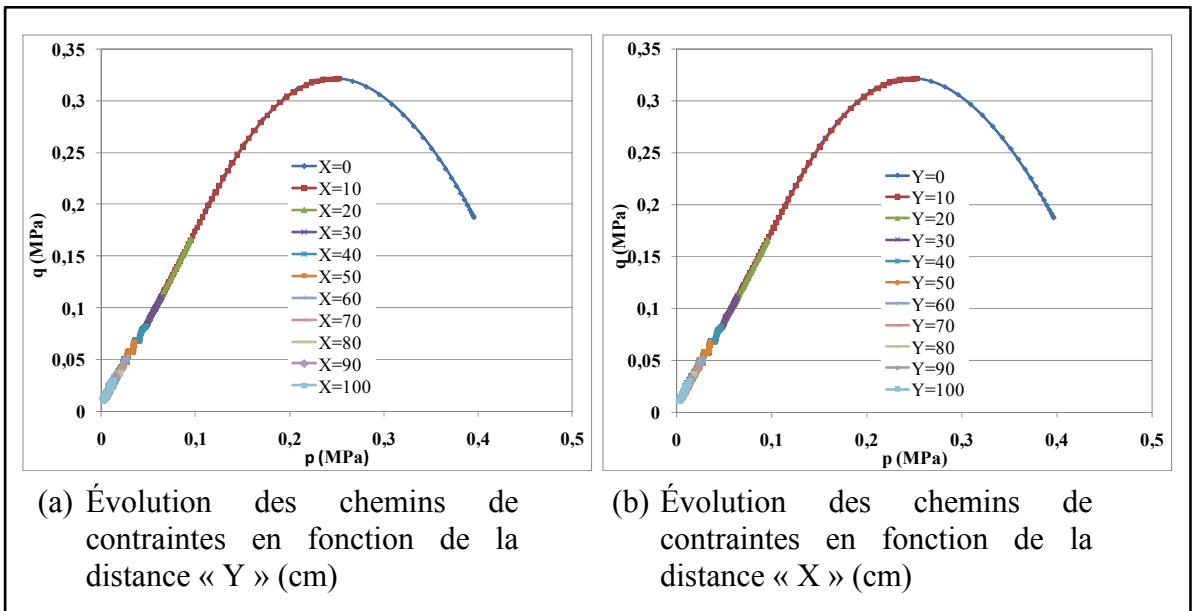 0,35
0,3
0,25
0,2
0,15
0,1
0,05
0
q (MPa)
X=0
X=10
X=20
X=30
X=40
X=50
X=60
X=70
X=80
X=90
X=100
0
0,1
0,2
0,3
0,4
0,5
p (MPa)
(a) Évolution des chemins de
contraintes en fonction de la
distance « Y » (cm)
0,35
0,3
0,25
0,2
0,15
0,1
0,05
0
q (MPa)
Y=0
Y=10
Y=20
Y=30
Y=40
Y=50
Y=60
Y=70
Y=80
Y=90
Y=100
0
0,1
0,2
0,3
0,4
0,5
p (MPa)
(b) Évolution des chemins de
contraintes en fonction de la
distance « X » (cm)